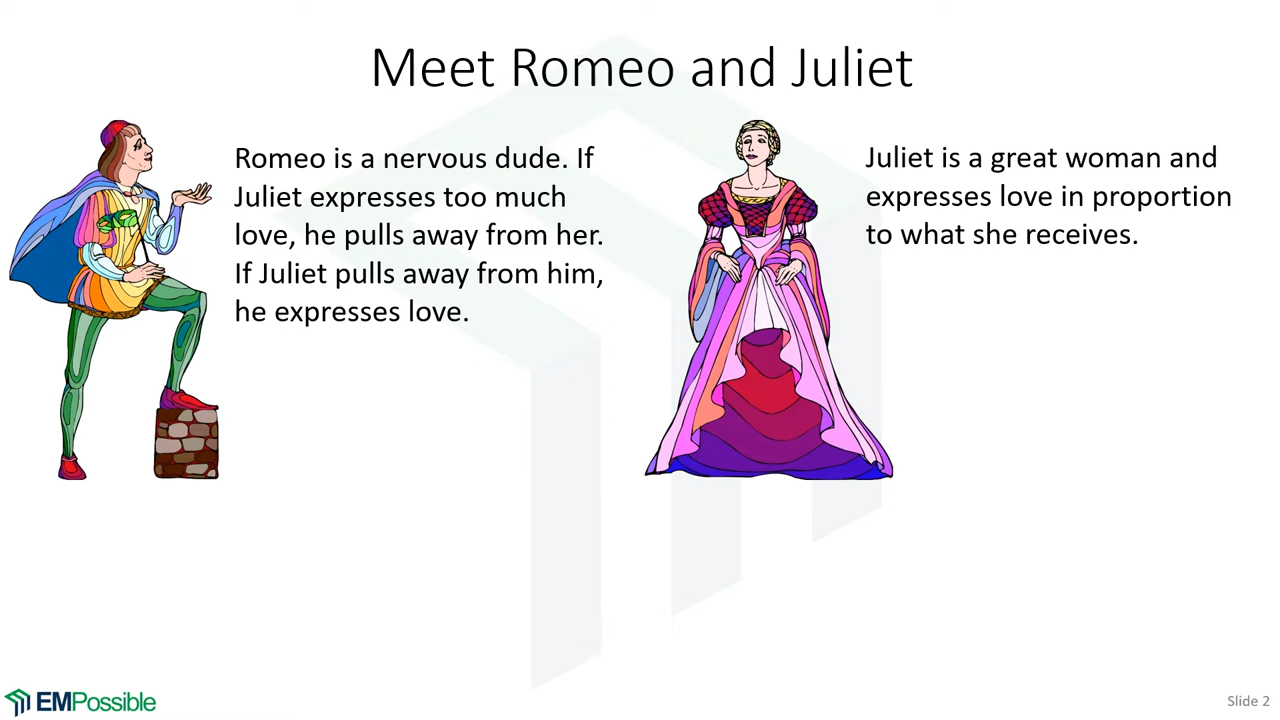 Meet Romeo and Juliet
Romeo is a nervous dude. If
Juliet expresses too much
love, he pulls away from her.
If Juliet pulls away from him,
he expresses love.
Juliet is a great woman and
expresses love in proportion
to what she receives.
EMPossible
Slide 2